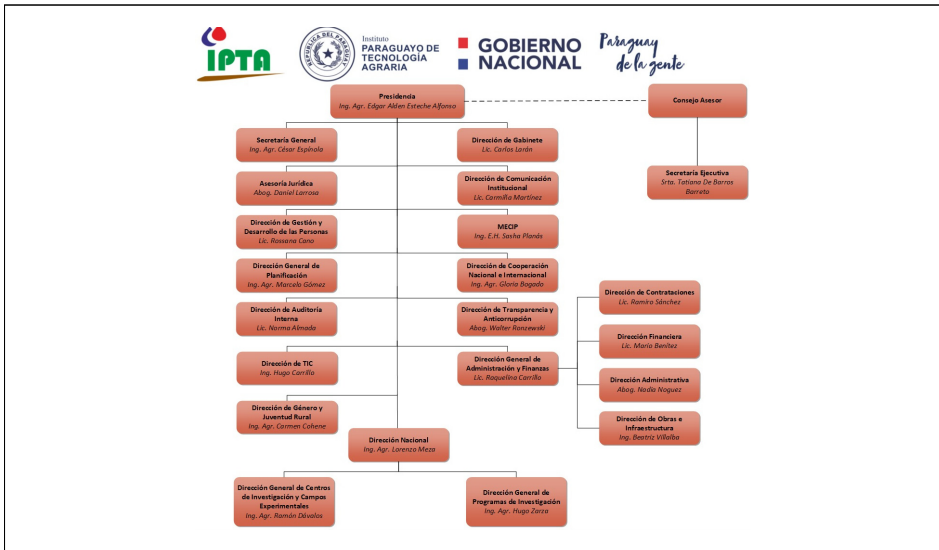 IPTA
REPÚBLICA DEL PARAGUAY
Instituto
PARAGUAYO DE
TECNOLOGÍA
AGRARIA
GOBIERNO
NACIONAL
Paraguay
de la gente
Presidencia
Ing. Agr. Edgar Alden Esteche Alfonso
Consejo Asesor
Secretaría General
Ing. Agr. César Espínola
Dirección de Gabinete
Lic. Carlos Larán
Asesoría Jurídica
Abog. Daniel Larrosa
Dirección de Comunicación
Institucional
Lic. Carmiña Martínez
Secretaría Ejecutiva
Srta. Tatiana De Barros
Barreto
Dirección de Gestión y
Desarrollo de las Personas
Lic. Rossana Cano
MECIP
Ing. E.H. Sasha Planás
Dirección General de
Planificación
Ing. Agr. Marcelo Gómez
Dirección de Cooperación
Nacional e Internacional
Ing. Agr. Gloria Bogado
Dirección de Contrataciones
Lic. Ramiro Sánchez
Dirección de Auditoría
Interna
Lic. Norma Almada
Dirección de Transparencia y
Anticorrupción
Abog. Walter Ronzewski
Dirección Financiera
Lic. María Benítez
Dirección de TIC
Ing. Hugo Carrillo
Dirección General de
Administración y Finanzas
Lic. Raquelina Carrillo
Dirección Administrativa
Abog. Nadia Noguez
Dirección de Género y
Juventud Rural
Ing. Agr. Carmen Cohene
Dirección de Obras e
Infraestructura
Ing. Beatriz Villalba
Dirección Nacional
Ing. Agr. Lorenzo Meza
Dirección General de Centros
de Investigación y Campos
Experimentales
Ing. Agr. Ramón Dávalos
Dirección General de
Programas de Investigación
Ing. Agr. Hugo Zarza